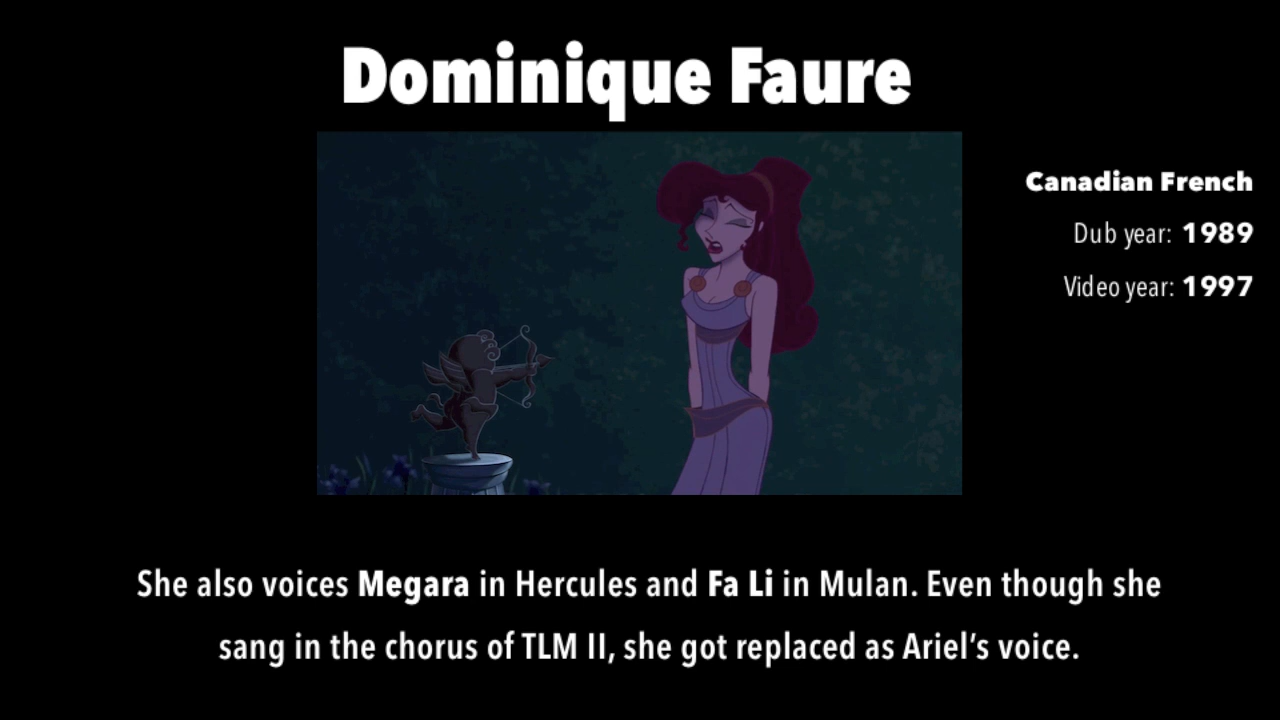 Dominique Faure
Canadian French
Dub year: 1989
Video year: 1997
She also voices Megara in Hercules and Fa Li in Mulan. Even though she
sang in the chorus of TLM II, she got replaced as Ariel’s voice.